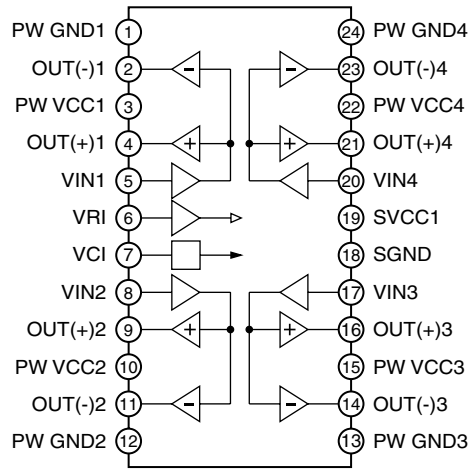 PW GND1 1 24 PW GND4
OUT(-)1 2 - - 23 OUT(-)4
PW VCC1 3 22 PW VCC4
OUT(+)1 4 + + 21 OUT(+)4
VIN1 5 20 VIN4
VRI 6 19 SVCC1
VCI 7 18 SGND
VIN2 8 17 VIN3
OUT(+)2 9 + + 16 OUT(+)3
PW VCC2 10 15 PW VCC3
OUT(-)2 11 - - 14 OUT(-)3
PW GND2 12 13 PW GND3